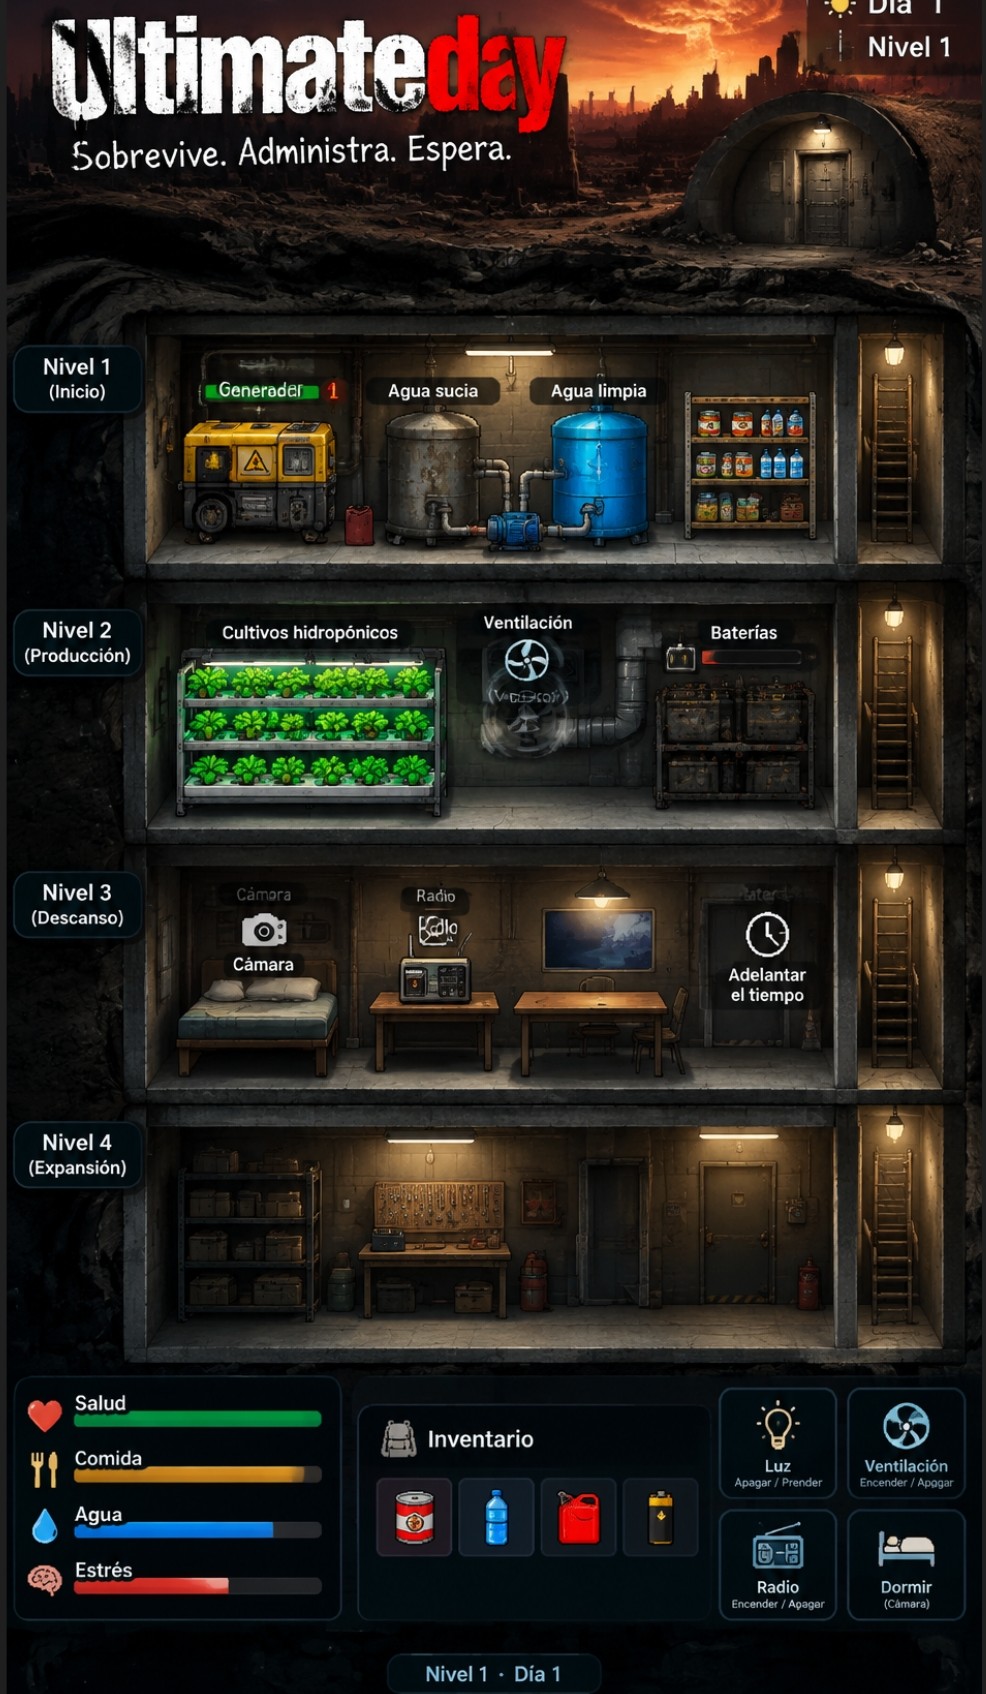 Ultimateday
Día 1
Nivel 1
Sobrevive. Administra. Espera.
Nivel 1
(Inicio)
Generador
Agua sucia
Agua limpia
Nivel 2
(Producción)
Cultivos hidropónicos
Ventilación
Baterías
Nivel 3
(Descanso)
Cámara
Cámara
Radio
Adelantar
el tiempo
Nivel 4
(Expansión)
Salud
Comida
Agua
Estrés
Inventario
Luz
Apagar / Prender
Ventilación
Encender / Apagar
Radio
Encender / Apagar
Dormir
(Cámara)
Nivel 1 · Día 1